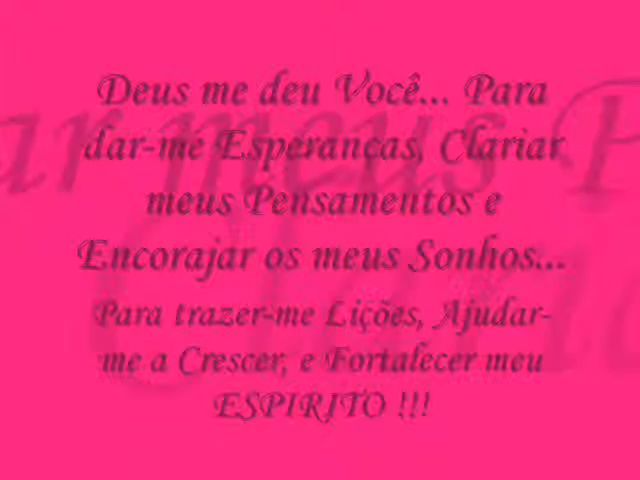 Deus me deu Você... Para
dar-me Esperanças, Clariar
meus Pensamentos e
Encorajar os meus Sonhos...
Para trazer-me Lições, Ajudar-
me a Crescer, e Fortalecer meu
ESPIRITO !!!